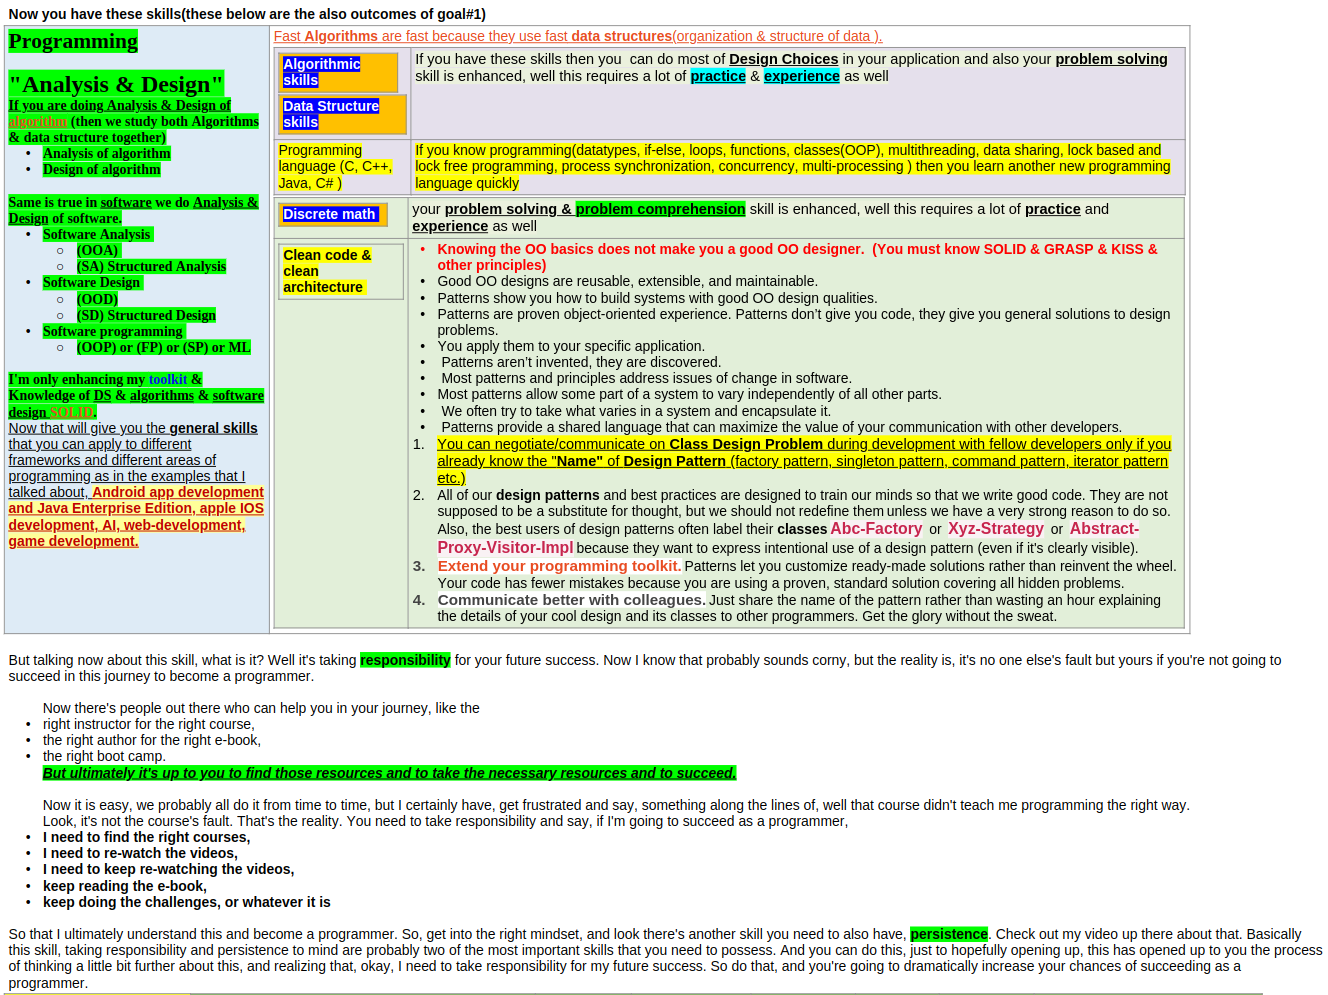 Now you have these skills(these below are the also outcomes of goal#1)
Programming
"Analysis & Design"
If you are doing Analysis & Design of
algorithm (then we study both Algorithms
& data structure together)
• Analysis of algorithm
• Design of algorithm
Same is true in software we do Analysis &
Design of software.
• Software Analysis
○ (OOA)
○ (SA) Structured Analysis
• Software Design
○ (OOD)
○ (SD) Structured Design
• Software programming
○ (OOP) or (FP) or (SP) or ML
I'm only enhancing my toolkit &
Knowledge of DS & algorithms & software
design SOLID.
Now that will give you the general skills
that you can apply to different
frameworks and different areas of
programming as in the examples that I
talked about, Android app development
and Java Enterprise Edition, apple IOS
development, AI, web-development,
game development.
Fast Algorithms are fast because they use fast data structures(organization & structure of data ).
Algorithmic
skills
Data Structure
skills
If you have these skills then you  can do most of Design Choices in your application and also your problem solving
skill is enhanced, well this requires a lot of practice & experience as well
Programming
language (C, C++,
Java, C# )
If you know programming(datatypes, if-else, loops, functions, classes(OOP), multithreading, data sharing, lock based and
lock free programming, process synchronization, concurrency, multi-processing ) then you learn another new programming
language quickly
Discrete math
your problem solving & problem comprehension skill is enhanced, well this requires a lot of practice and
experience as well
Clean code &
clean
architecture
• Knowing the OO basics does not make you a good OO designer.  (You must know SOLID & GRASP & KISS &
other principles)
• Good OO designs are reusable, extensible, and maintainable.
• Patterns show you how to build systems with good OO design qualities.
• Patterns are proven object-oriented experience. Patterns don’t give you code, they give you general solutions to design
problems.
• You apply them to your specific application.
• Patterns aren’t invented, they are discovered.
• Most patterns and principles address issues of change in software.
• Most patterns allow some part of a system to vary independently of all other parts.
• We often try to take what varies in a system and encapsulate it.
• Patterns provide a shared language that can maximize the value of your communication with other developers.
1. You can negotiate/communicate on Class Design Problem during development with fellow developers only if you
already know the "Name" of Design Pattern (factory pattern, singleton pattern, command pattern, iterator pattern
etc.)
2. All of our design patterns and best practices are designed to train our minds so that we write good code. They are not
supposed to be a substitute for thought, but we should not redefine them unless we have a very strong reason to do so.
Also, the best users of design patterns often label their classes Abc-Factory or Xyz-Strategy or Abstract-
Proxy-Visitor-Impl because they want to express intentional use of a design pattern (even if it's clearly visible).
3. Extend your programming toolkit. Patterns let you customize ready-made solutions rather than reinvent the wheel.
Your code has fewer mistakes because you are using a proven, standard solution covering all hidden problems.
4. Communicate better with colleagues. Just share the name of the pattern rather than wasting an hour explaining
the details of your cool design and its classes to other programmers. Get the glory without the sweat.
But talking now about this skill, what is it? Well it's taking responsibility for your future success. Now I know that probably sounds corny, but the reality is, it's no one else's fault but yours if you're not going to
succeed in this journey to become a programmer.
Now there's people out there who can help you in your journey, like the
• right instructor for the right course,
• the right author for the right e-book,
• the right boot camp.
But ultimately it's up to you to find those resources and to take the necessary resources and to succeed.
Now it is easy, we probably all do it from time to time, but I certainly have, get frustrated and say, something along the lines of, well that course didn't teach me programming the right way.
Look, it's not the course's fault. That's the reality. You need to take responsibility and say, if I'm going to succeed as a programmer,
• I need to find the right courses,
• I need to re-watch the videos,
• I need to keep re-watching the videos,
• keep reading the e-book,
• keep doing the challenges, or whatever it is
So that I ultimately understand this and become a programmer. So, get into the right mindset, and look there's another skill you need to also have, persistence. Check out my video up there about that. Basically
this skill, taking responsibility and persistence to mind are probably two of the most important skills that you need to possess. And you can do this, just to hopefully opening up, this has opened up to you the process
of thinking a little bit further about this, and realizing that, okay, I need to take responsibility for my future success. So do that, and you're going to dramatically increase your chances of succeeding as a
programmer.